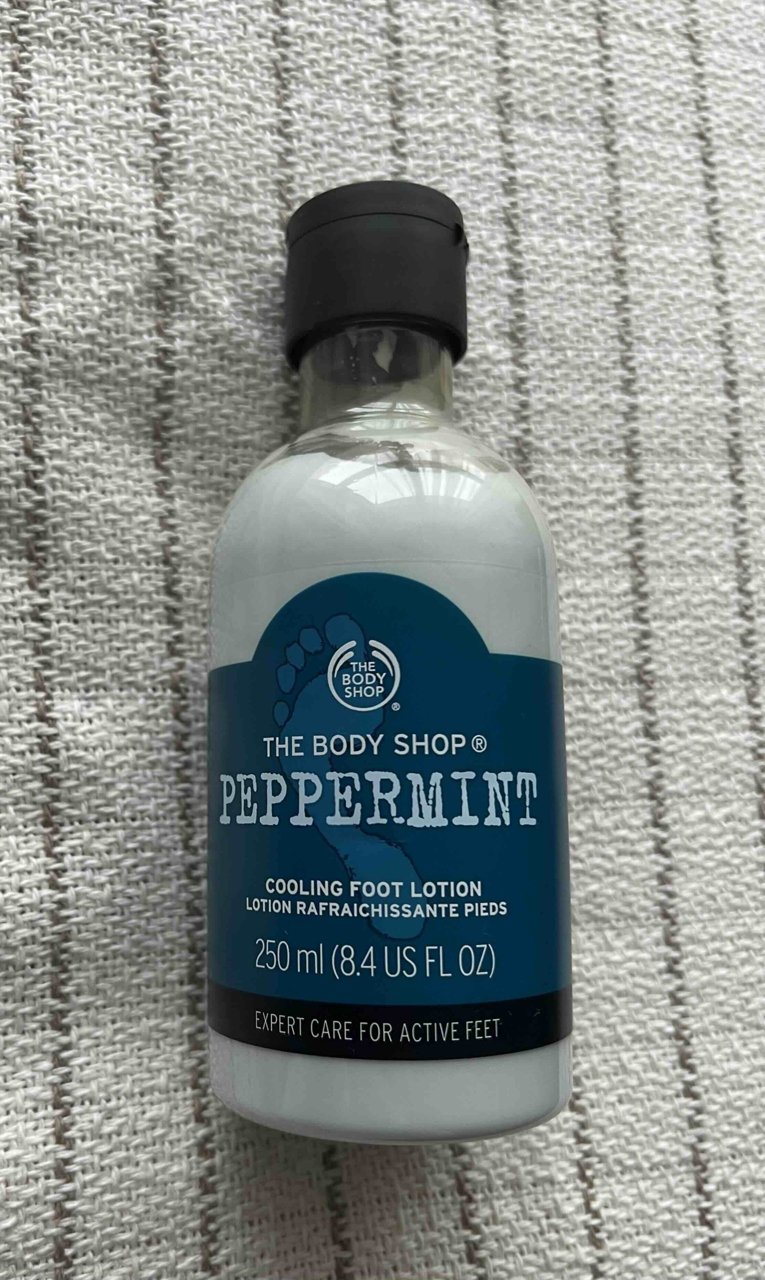 THE
BODY
SHOP
®
THE BODY SHOP ®
PEPPERMINT
COOLING FOOT LOTION
LOTION RAFRAICHISSANTE PIEDS
250 ml (8.4 US FL OZ)
EXPERT CARE FOR ACTIVE FEET